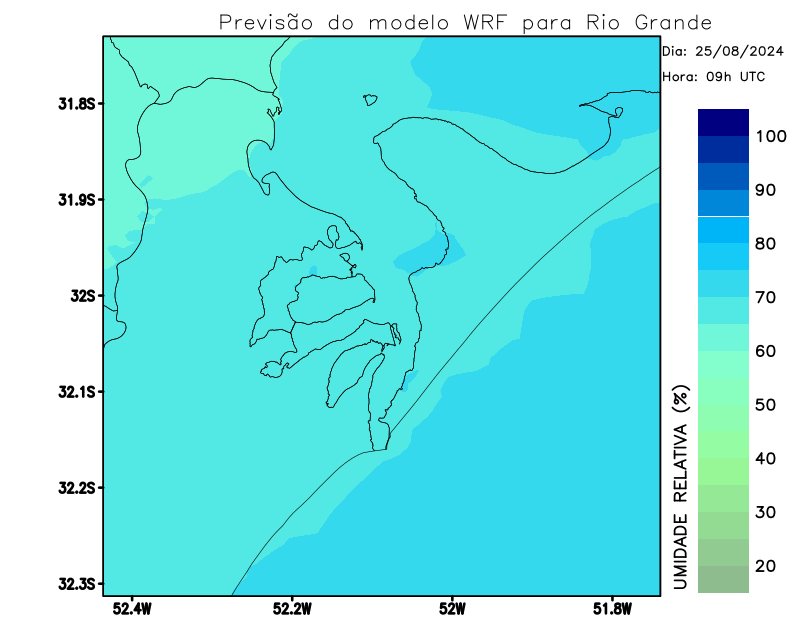 Previsão do modelo WRF para Rio Grande
Dia: 25/08/2024
Hora: 09h UTC
31.8S
31.9S
32S
32.1S
32.2S
32.3S
52.4W
52.2W
52W
51.8W
100
90
80
70
60
50
40
30
20
UMIDADE RELATIVA (%)